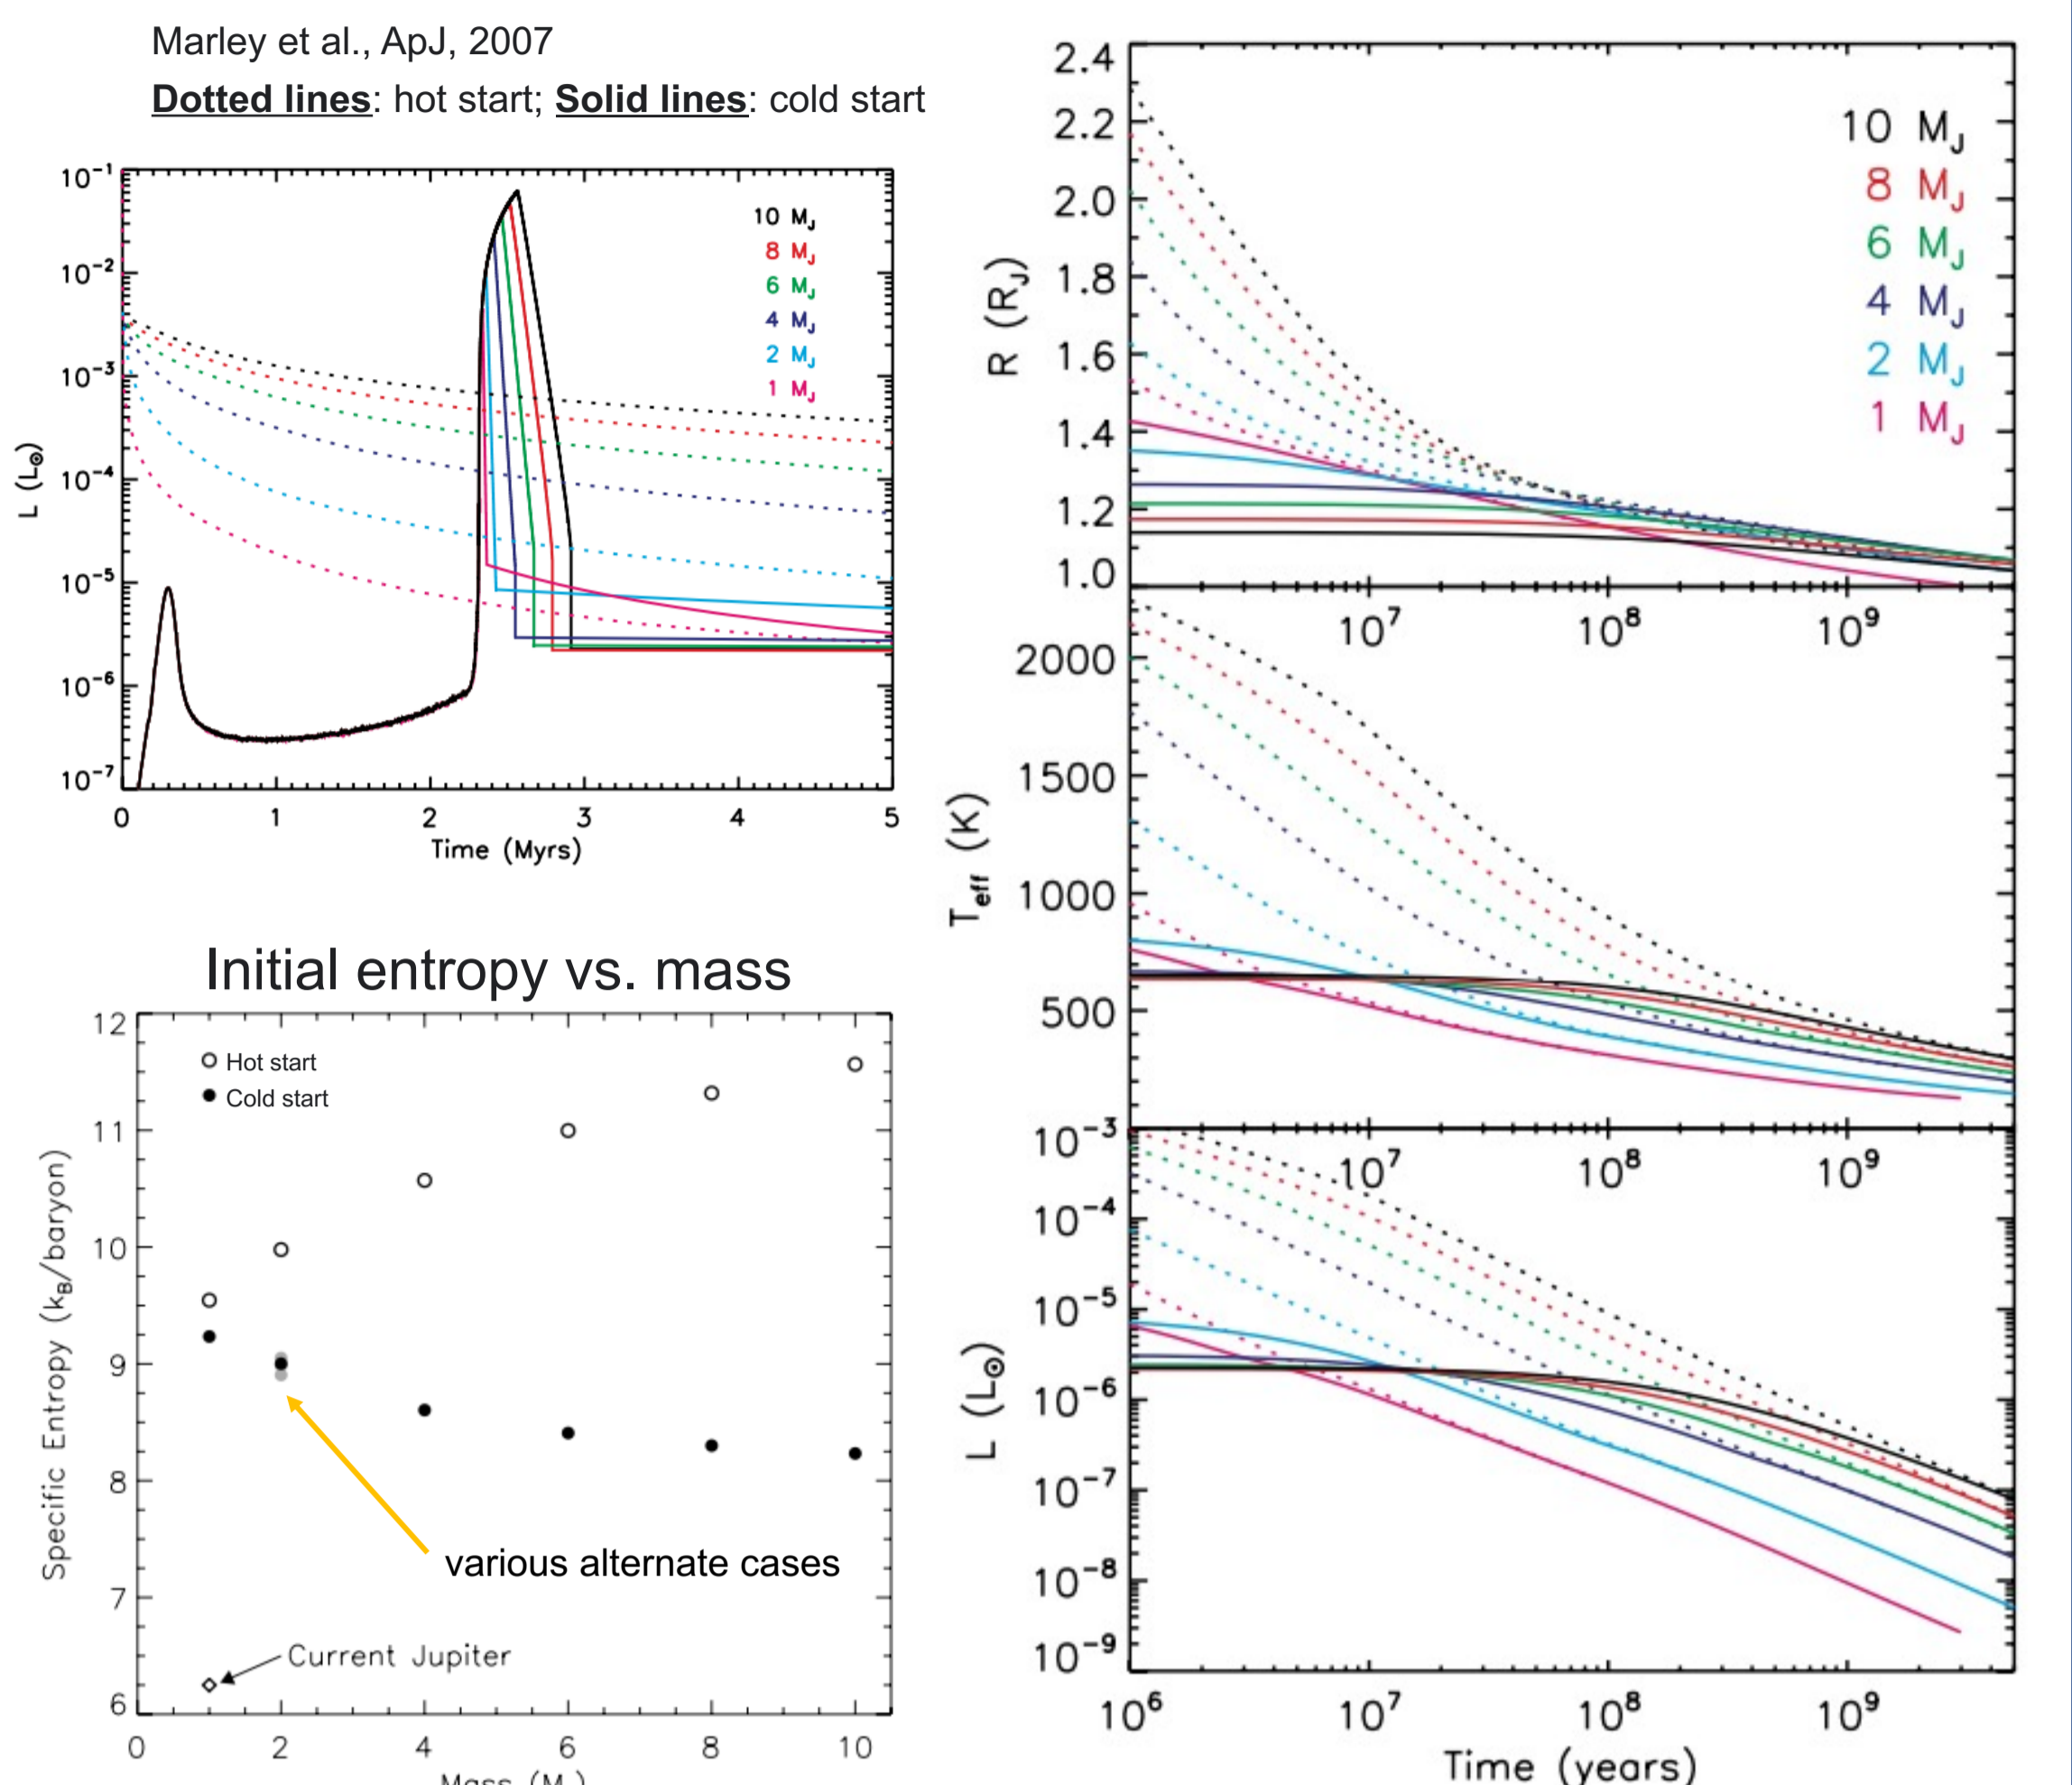 Marley et al., ApJ, 2007
Dotted lines: hot start; Solid lines: cold start
10⁻¹
10⁻²
10⁻³
10⁻⁴
10⁻⁵
10⁻⁶
10⁻⁷
L (L⊙)
10 MJ
8 MJ
6 MJ
4 MJ
2 MJ
1 MJ
0 1 2 3 4 5
Time (Myrs)
Initial entropy vs. mass
12
11
10
9
8
7
6
Specific Entropy (kB/baryon)
Hot start
Cold start
various alternate cases
Current Jupiter
0 2 4 6 8 10
Mass (M
2.4
2.2
2.0
1.8
1.6
1.4
1.2
1.0
R (RJ)
10 MJ
8 MJ
6 MJ
4 MJ
2 MJ
1 MJ
10⁷ 10⁸ 10⁹
2000
1500
1000
500
Teff (K)
10⁷ 10⁸ 10⁹
10⁻³
10⁻⁴
10⁻⁵
10⁻⁶
10⁻⁷
10⁻⁸
10⁻⁹
L (L⊙)
10⁶ 10⁷ 10⁸ 10⁹
Time (years)